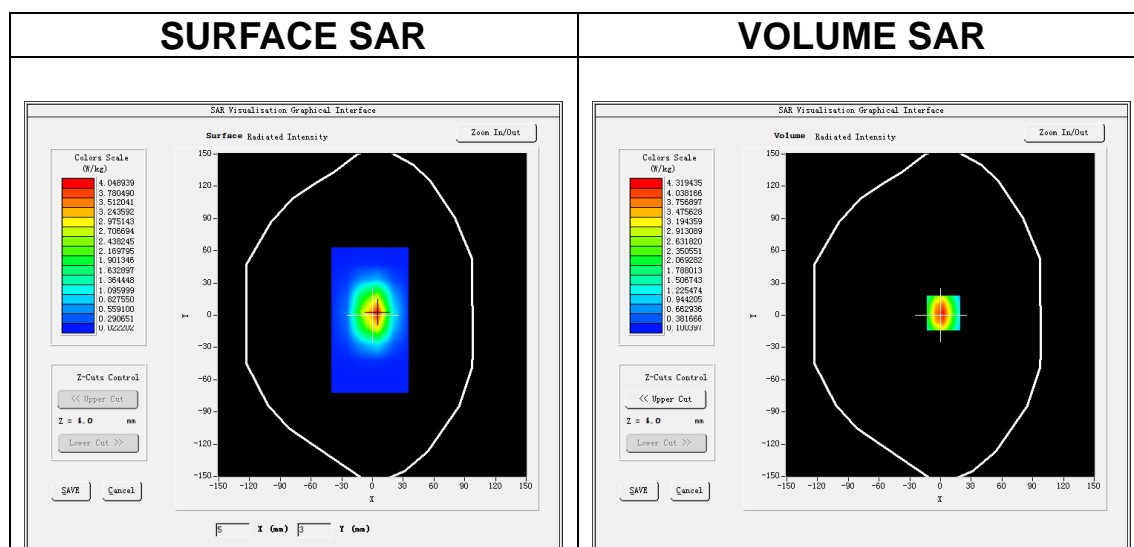 SURFACE SAR
VOLUME SAR
SAR Visualisation Graphical Interface
Surface Radiated Intensity
Zoom In/Out
Colors Scale
(W/kg)
4.048939
3.780490
3.512041
3.243592
2.975143
2.706694
2.438245
2.169795
1.901346
1.632897
1.364448
1.095999
0.827550
0.559100
0.290651
0.022202
150
120
90
60
30
0
-30
-60
-90
-120
-150
Y
-150 -120 -90 -60 -30 0 30 60 90 120 150
X
Z-Cuts Control
<< Upper Cut
Z = 4.0 mm
Lower Cut >>
SAVE Cancel
5 X (mm) 3 Y (mm)
SAR Visualisation Graphical Interface
Volume Radiated Intensity
Zoom In/Out
Colors Scale
(W/kg)
4.319435
4.038166
3.756897
3.475628
3.194359
2.913089
2.631820
2.350551
2.069282
1.788013
1.506743
1.225474
0.944205
0.662936
0.381666
0.100397
150
120
90
60
30
0
-30
-60
-90
-120
-150
Y
-150 -120 -90 -60 -30 0 30 60 90 120 150
X
Z-Cuts Control
<< Upper Cut
Z = 4.0 mm
Lower Cut >>
SAVE Cancel